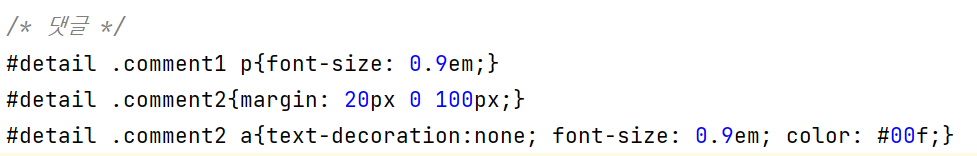 /* 댓글 */
#detail .comment1 p{font-size: 0.9em;}
#detail .comment2{margin: 20px 0 100px;}
#detail .comment2 a{text-decoration:none; font-size: 0.9em; color: #00f;}